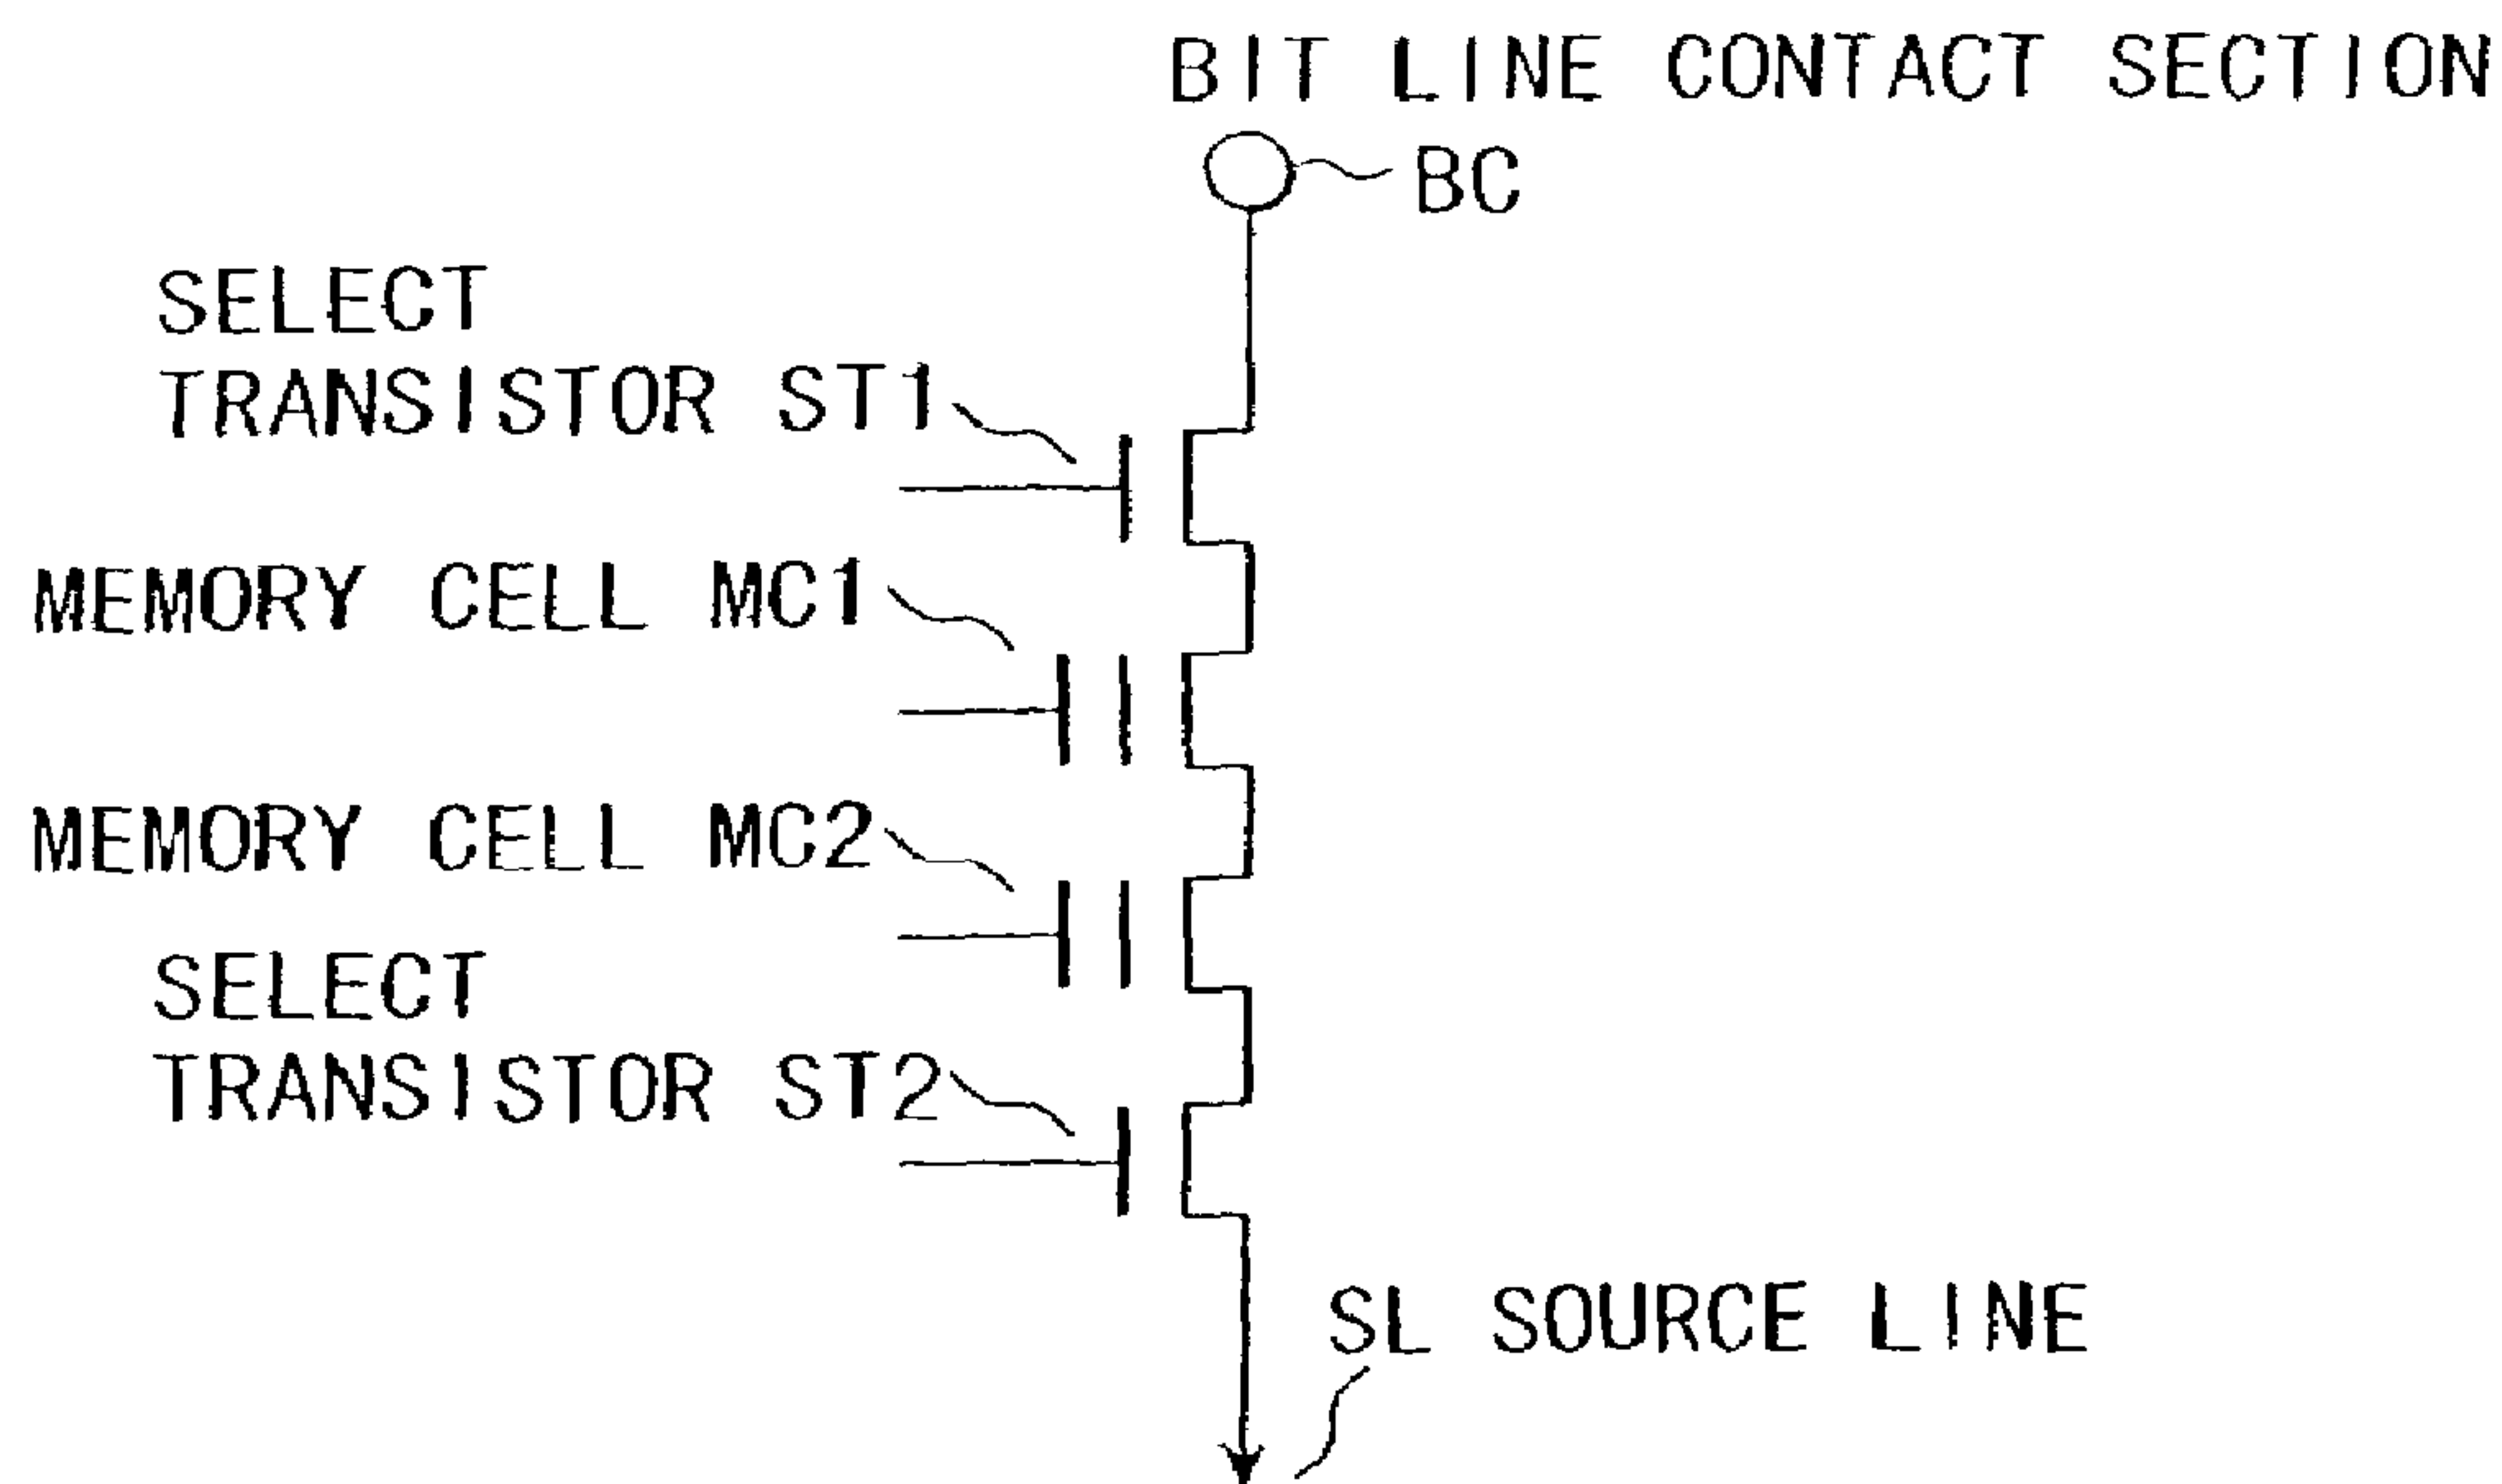 BIT LINE CONTACT SECTION
BC
SELECT
TRANSISTOR ST1
MEMORY CELL MC1
MEMORY CELL MC2
SELECT
TRANSISTOR ST2
SL SOURCE LINE